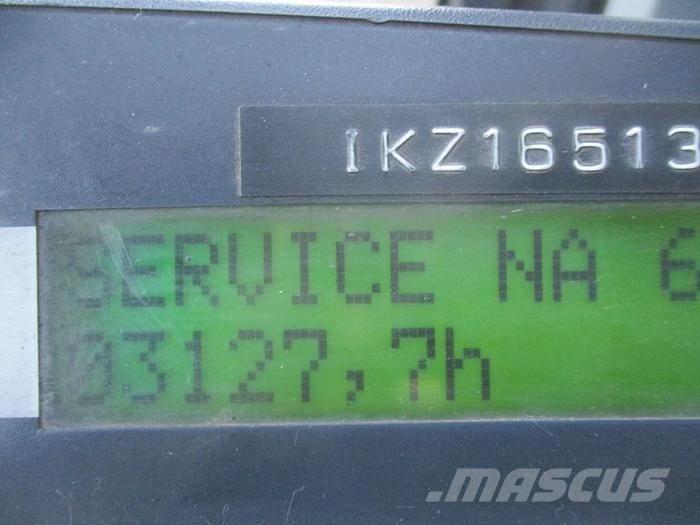 IKZ16513
SERVICE NA 6
03127,7h
MASCUS